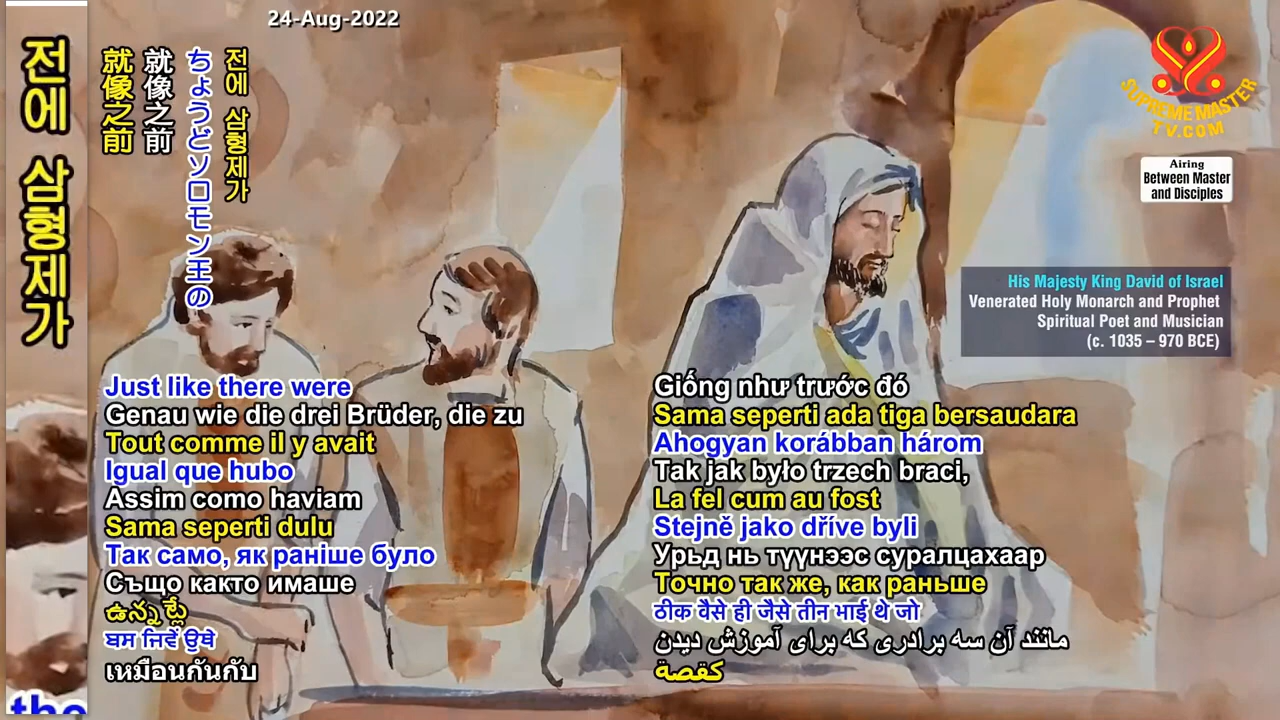 24-Aug-2022
전에 삼형제가
就像之前
就像之前
ちょうどソロモン王の
전에 삼형제가
SUPREME MASTER
TV.COM
Airing
Between Master
and Disciples
His Majesty King David of Israel
Venerated Holy Monarch and Prophet
Spiritual Poet and Musician
(c. 1035 – 970 BCE)
Just like there were
Genau wie die drei Brüder, die zu
Tout comme il y avait
Igual que hubo
Assim como haviam
Sama seperti dulu
Так само, як раніше було
Също както имаше
ఉన్నట్లే
ਬਸ ਜਿਵੇਂ ਉਥੇ
เหมือนกันกับ
Giống như trước đó
Sama seperti ada tiga bersaudara
Ahogyan korábban három
Tak jak było trzech braci,
La fel cum au fost
Stejně jako dříve byli
Урьд нь түүнээс суралцахаар
Точно так же, как раньше
ठीक वैसे ही जैसे तीन भाई थे जो
مانند آن سه برادری که برای آموزش دیدن
كقصة
the